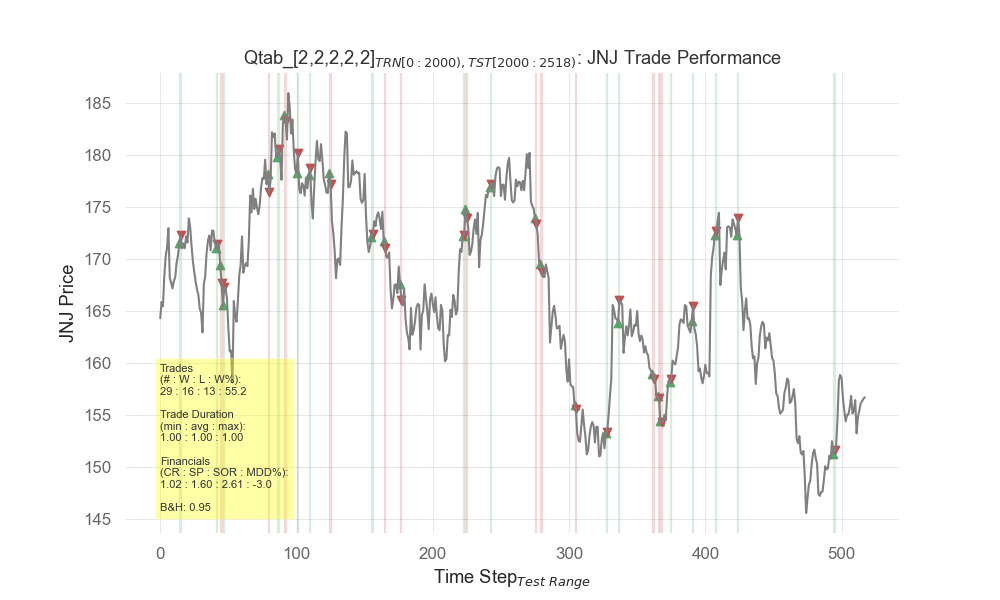 Qtab_[2,2,2,2,2]TRN[0 : 2000), TST[2000 : 2518): JNJ Trade Performance
JNJ Price
185
180
175
170
165
160
155
150
145
Trades
(# : W : L : W%):
29 : 16 : 13 : 55.2
Trade Duration
(min : avg : max):
1.00 : 1.00 : 1.00
Financials
(CR : SP : SOR : MDD%):
1.02 : 1.60 : 2.61 : -3.0
B&H: 0.95
0 100 200 300 400 500
Time StepTest Range